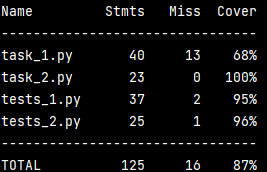 Name         Stmts   Miss  Cover
--------------------------------
task_1.py       40     13    68%
task_2.py       23      0   100%
tests_1.py      37      2    95%
tests_2.py      25      1    96%
--------------------------------
TOTAL          125     16    87%